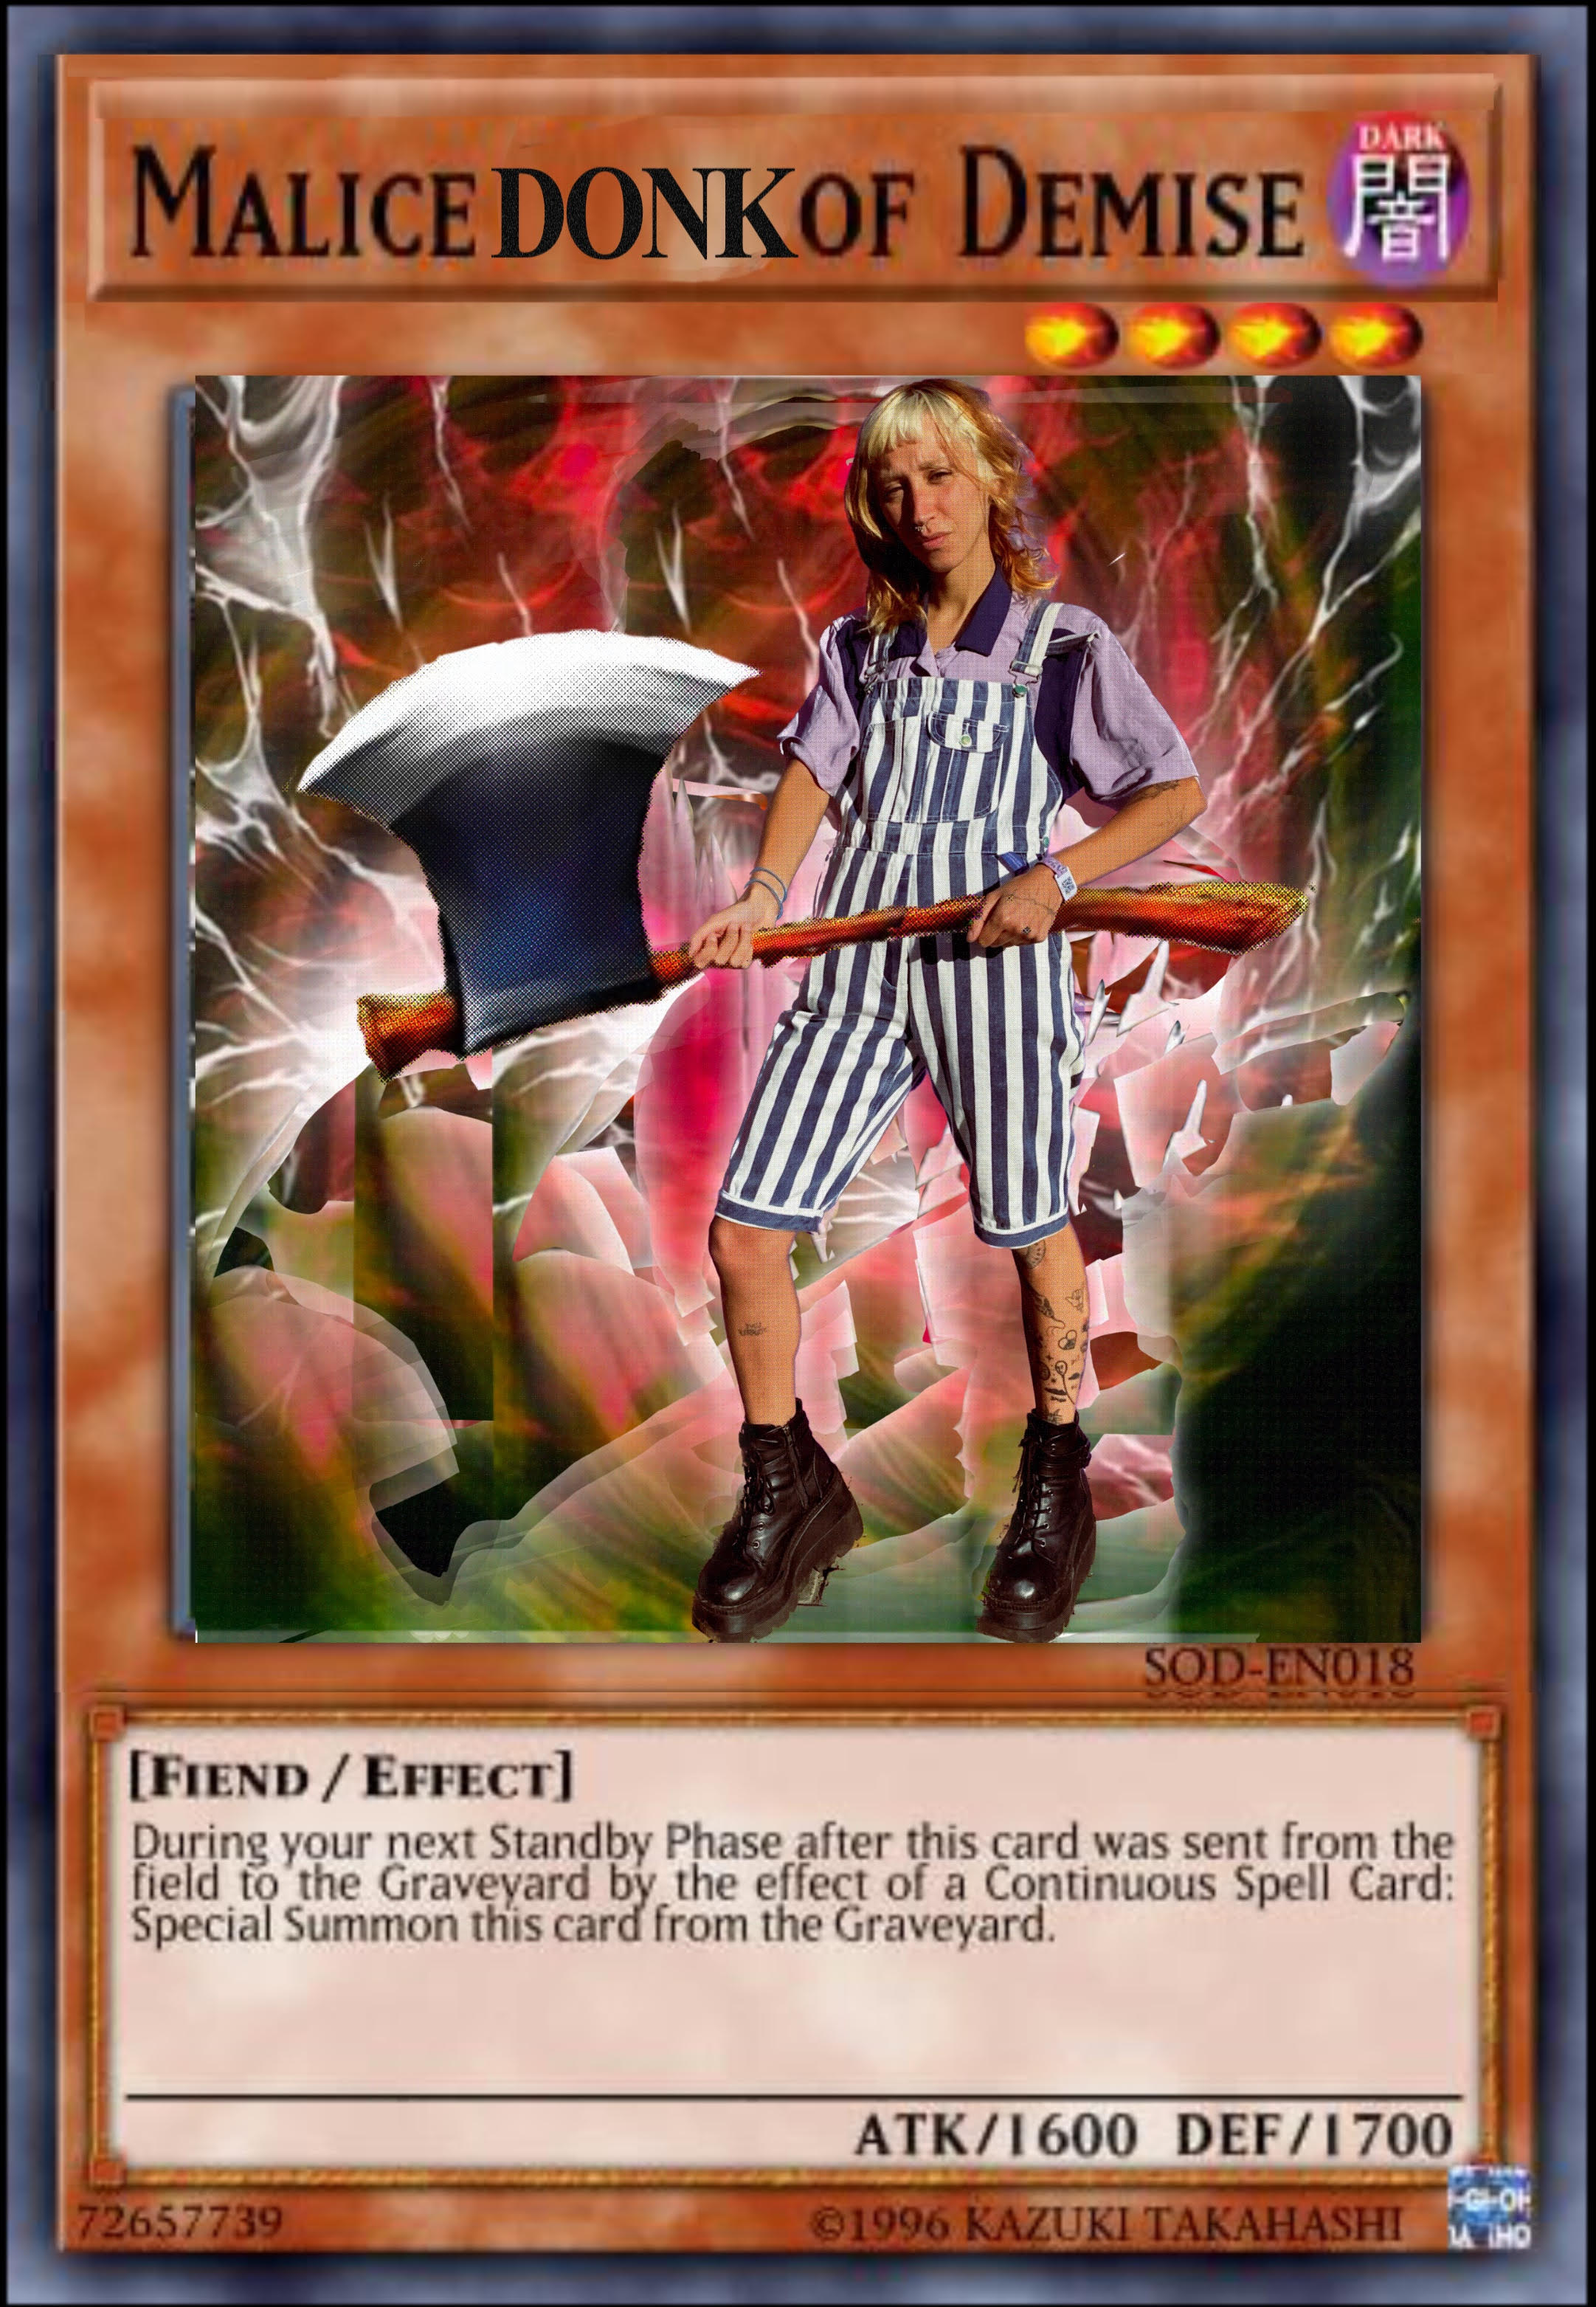 MALICE DONK OF DEMISE
DARK
闇
SOD-EN018
[FIEND / EFFECT]
During your next Standby Phase after this card was sent from the
field to the Graveyard by the effect of a Continuous Spell Card:
Special Summon this card from the Graveyard.
ATK/1600 DEF/1700
72657739
©1996 KAZUKI TAKAHASHI